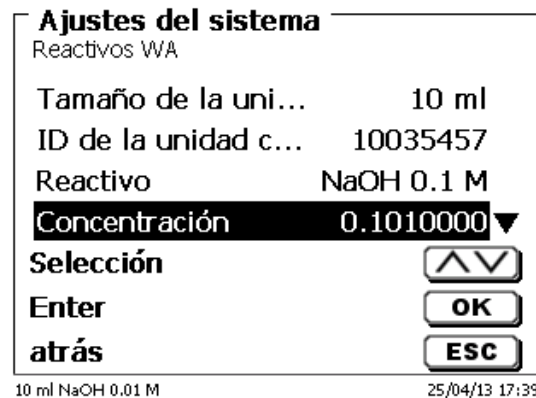 Ajustes del sistema
Reactivos WA
Tamaño de la uni... 10 ml
ID de la unidad c... 10035457
Reactivo NaOH 0.1 M
Concentración 0.1010000
Selección
Enter OK
atrás ESC
10 ml NaOH 0.01 M 25/04/13 17:39